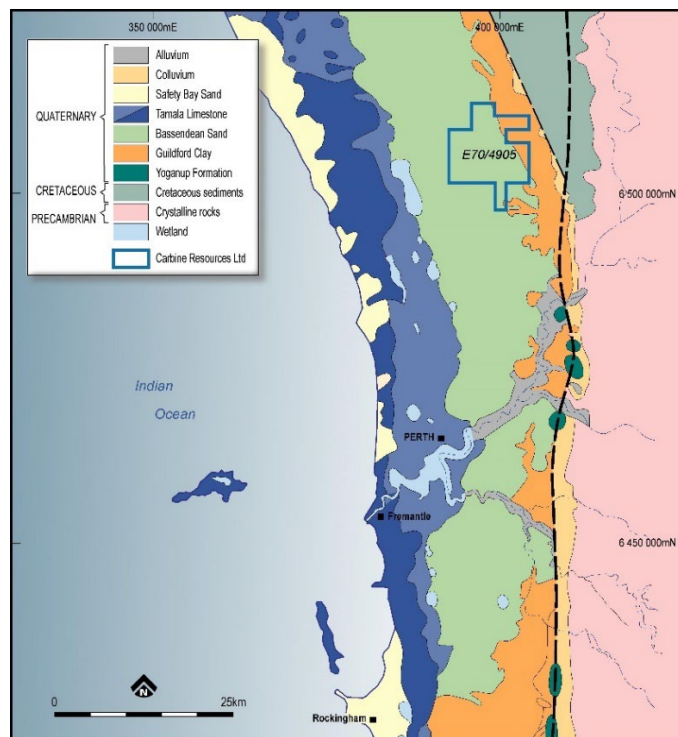 350 000mE
400 000mE
Alluvium
Colluvium
Safety Bay Sand
QUATERNARY
Tamala Limestone
Bassendean Sand
Guildford Clay
Yoganup Formation
CRETACEOUS
Cretaceous sediments
PRECAMBRIAN
Crystalline rocks
Wetland
Carbine Resources Ltd
E70/4905
6 500 000mN
Indian
Ocean
PERTH
Fremantle
6 450 000mN
N
0
25km
Rockingham